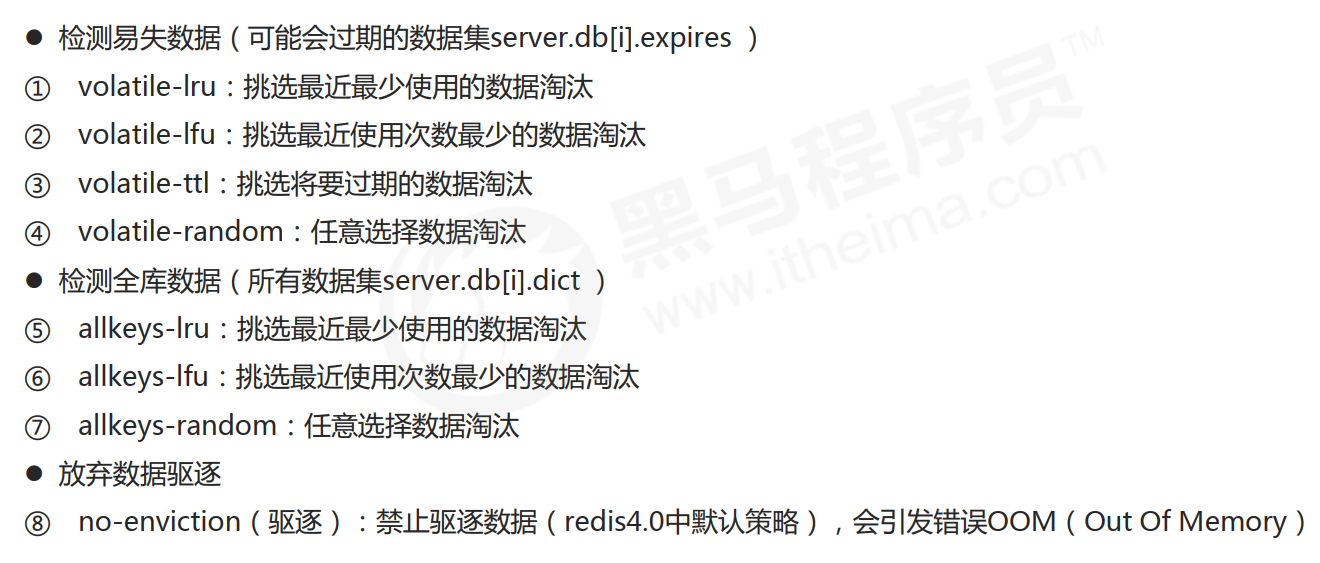 ● 检测易失数据（可能会过期的数据集server.db[i].expires ）
① volatile-lru：挑选最近最少使用的数据淘汰
② volatile-lfu：挑选最近使用次数最少的数据淘汰
③ volatile-ttl：挑选将要过期的数据淘汰
④ volatile-random：任意选择数据淘汰
● 检测全库数据（所有数据集server.db[i].dict ）
⑤ allkeys-lru：挑选最近最少使用的数据淘汰
⑥ allkeys-lfu：挑选最近使用次数最少的数据淘汰
⑦ allkeys-random：任意选择数据淘汰
● 放弃数据驱逐
⑧ no-enviction（驱逐）：禁止驱逐数据（redis4.0中默认策略），会引发错误OOM（Out Of Memory）
黑马程序员™
www.itheima.com